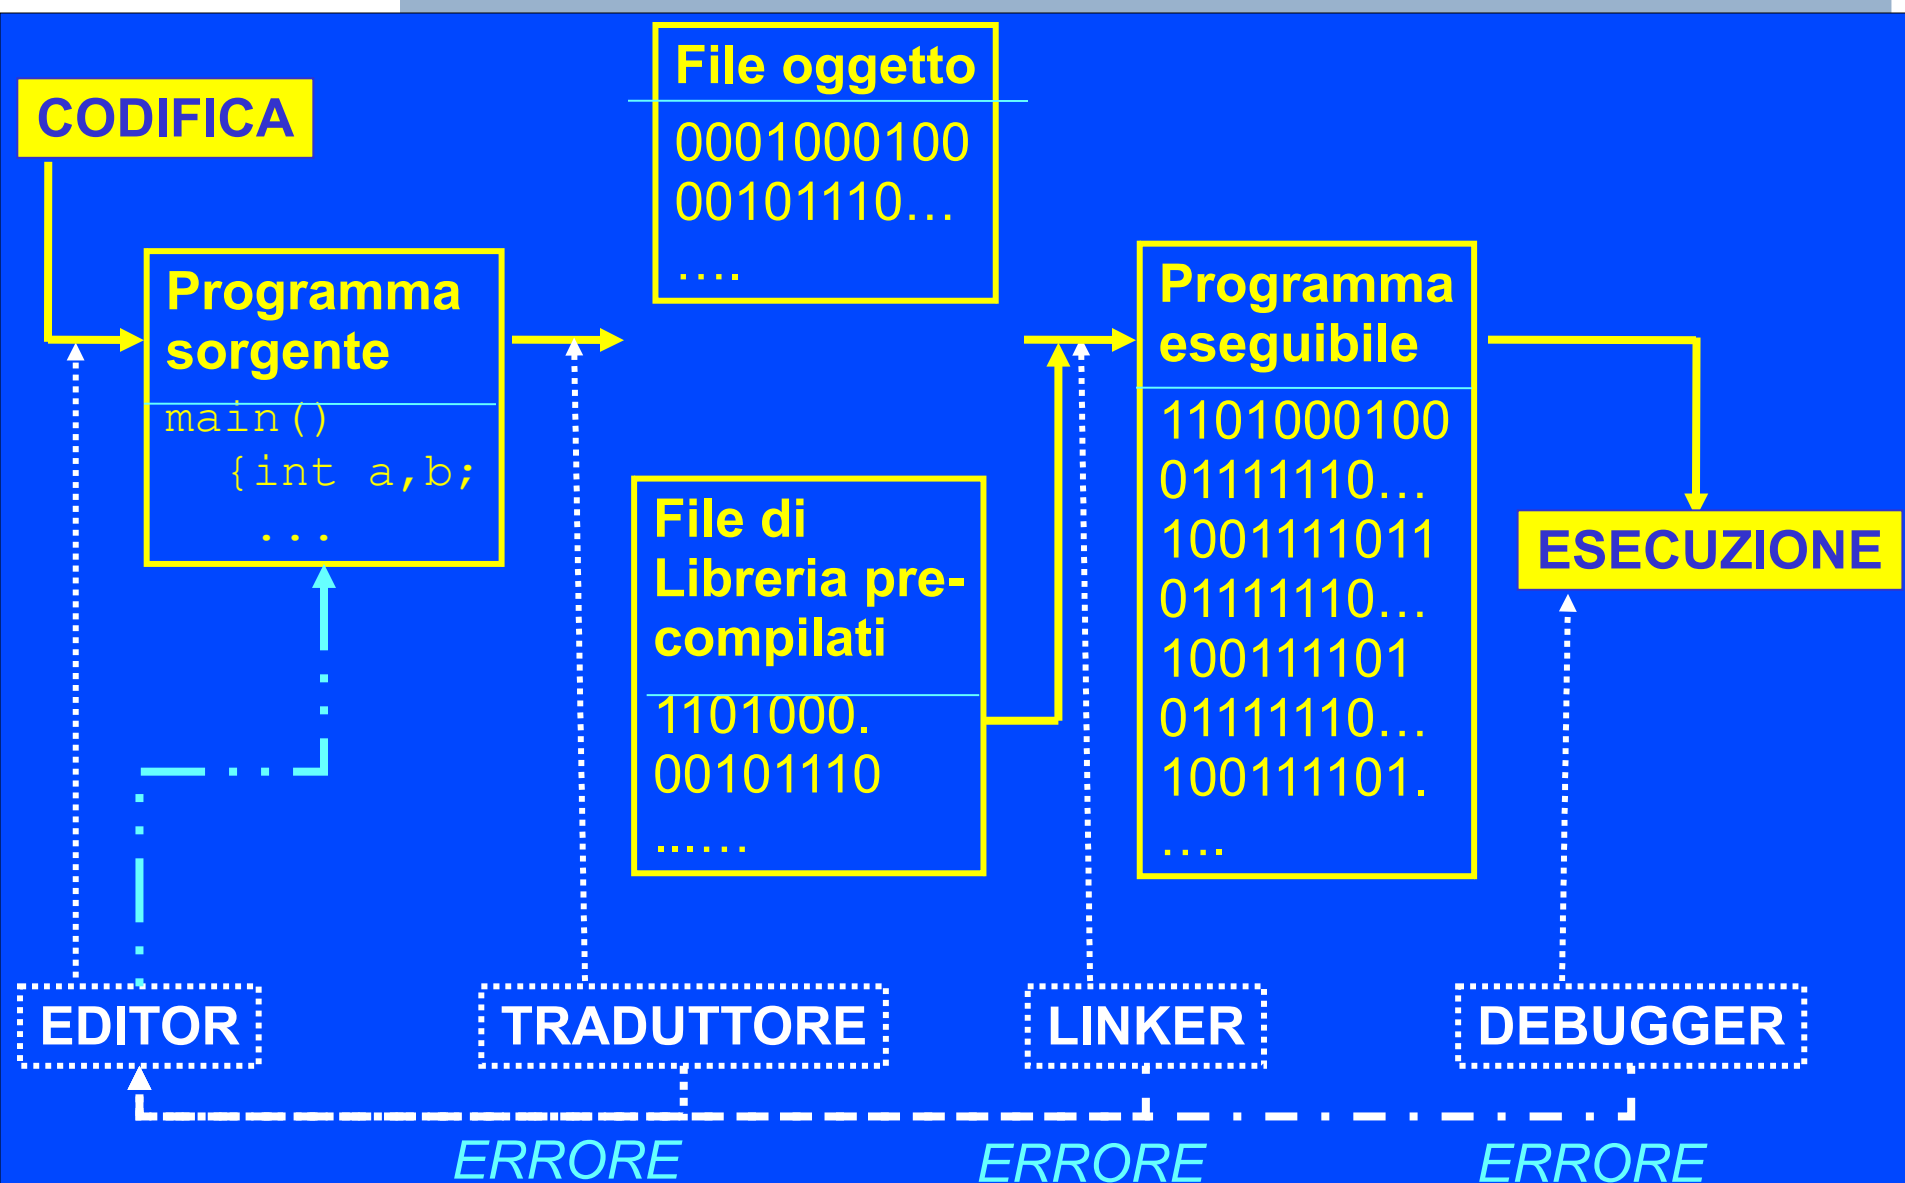 CODIFICA
Programma
sorgente
main()
{int a,b;
...
File oggetto
0001000100
00101110…
….
File di
Libreria pre-
compilati
1101000.
00101110
...…
Programma
eseguibile
1101000100
01111110…
1001111011
01111110…
100111101
01111110…
100111101.
….
ESECUZIONE
EDITOR
TRADUTTORE
LINKER
DEBUGGER
ERRORE
ERRORE
ERRORE